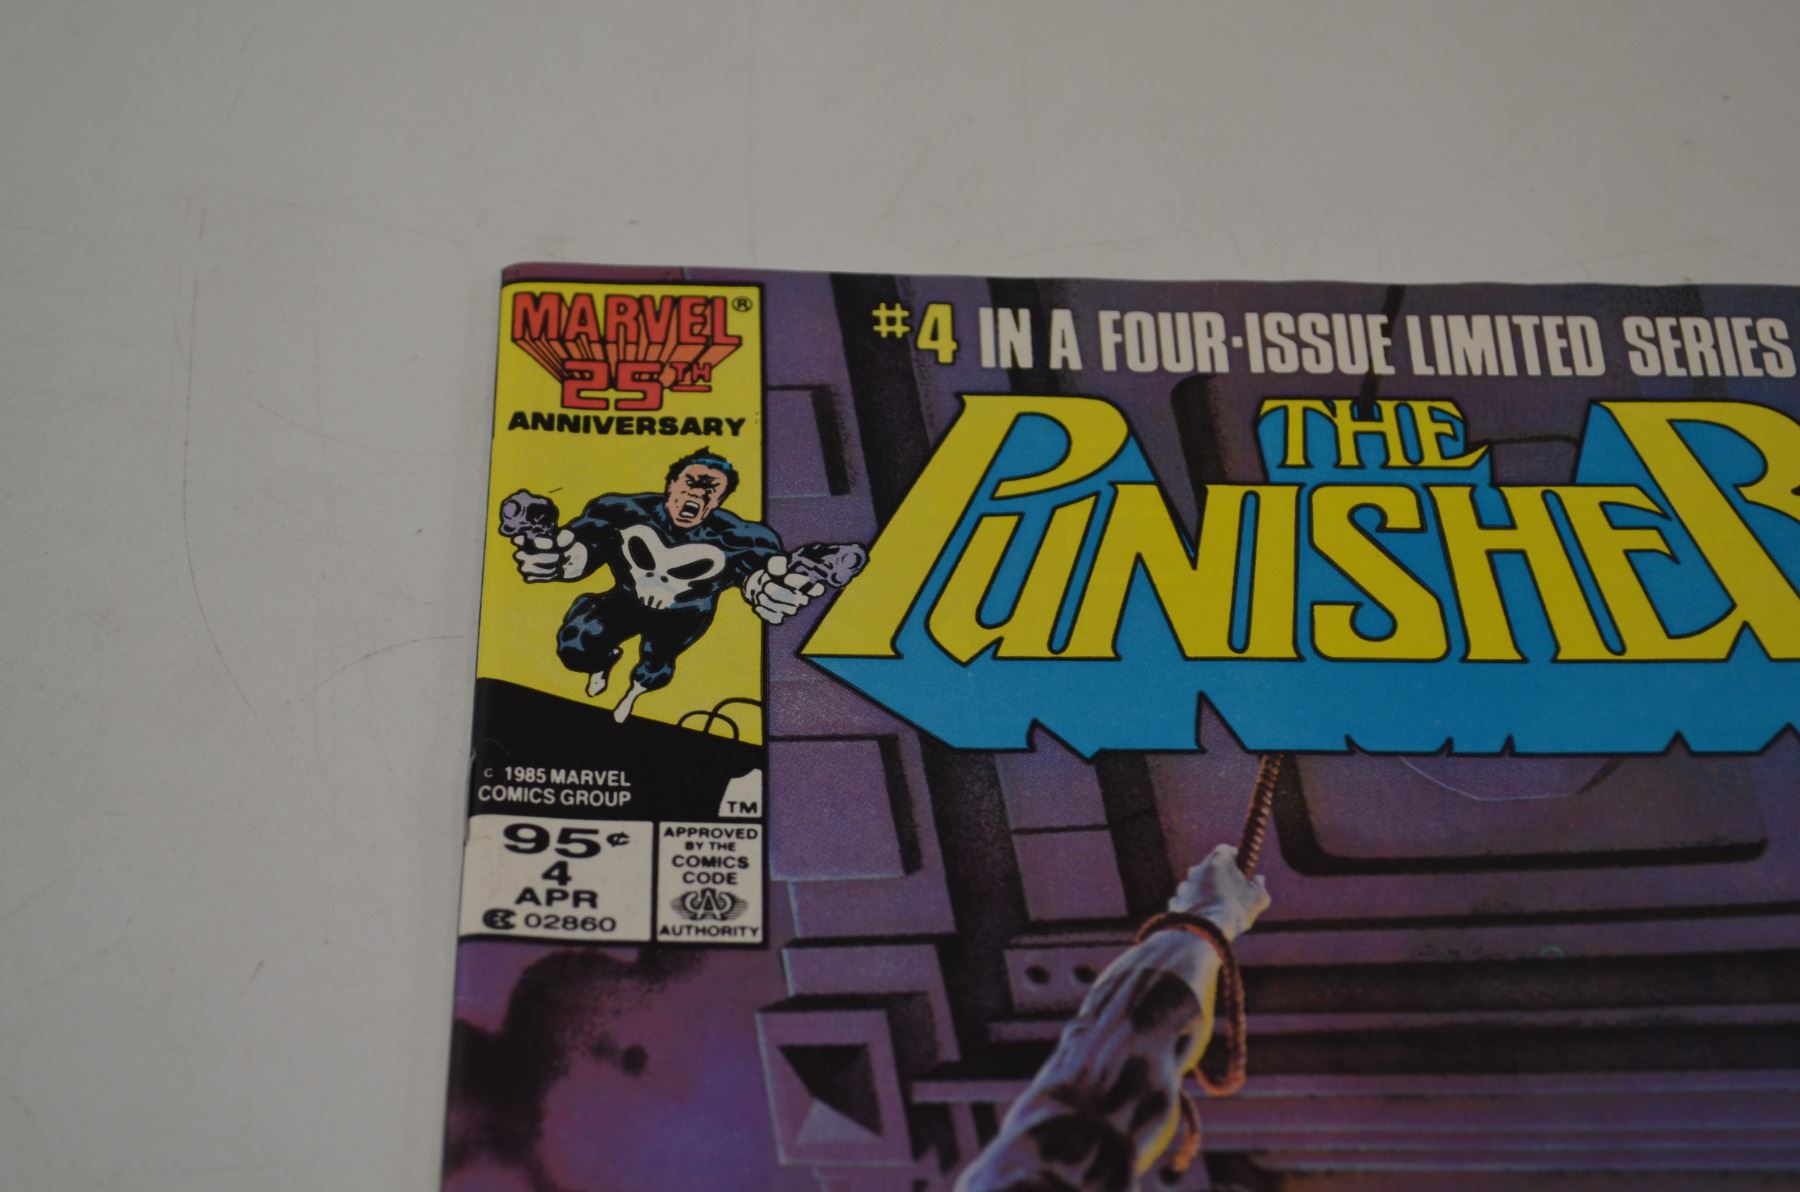 MARVEL®
25TH
ANNIVERSARY
#4 IN A FOUR-ISSUE LIMITED SERIES
THE
PUNISHER
C 1985 MARVEL
COMICS GROUP
TM
95¢
4
APR
02860
APPROVED
BY THE
COMICS
CODE
CA
AUTHORITY